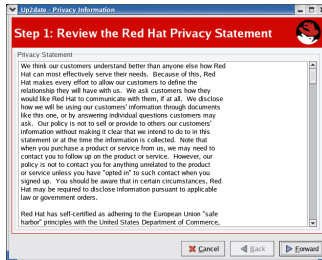 Up2date - Privacy Information
Step 1: Review the Red Hat Privacy Statement
Privacy Statement
We think our customers understand better than anyone else how Red
Hat can most effectively serve their needs. Because of this, Red
Hat makes every effort to allow our customers to define the
relationship they will have with us. We ask customers how they
would like Red Hat to communicate with them, if at all. We disclose
how we will be using our customers' information through documents
like this one, or by answering individual questions customers may
ask. Our policy is not to sell or provide to others our customers'
information without making it clear that we intend to do in this
statement or at the time the information is collected. Note that
when you purchase a product or service from us, we may need to
contact you to follow up on the product or service. However, our
policy is not to contact you for anything unrelated to the product
or service unless you have "opted in" to such contact when you
signed up. You should be aware that in certain circumstances, Red
Hat may be required to disclose information pursuant to applicable
law or government orders.
Red Hat has self-certified as adhering to the European Union "safe
harbor" principles with the United States Department of Commerce,
Cancel
Back
Forward